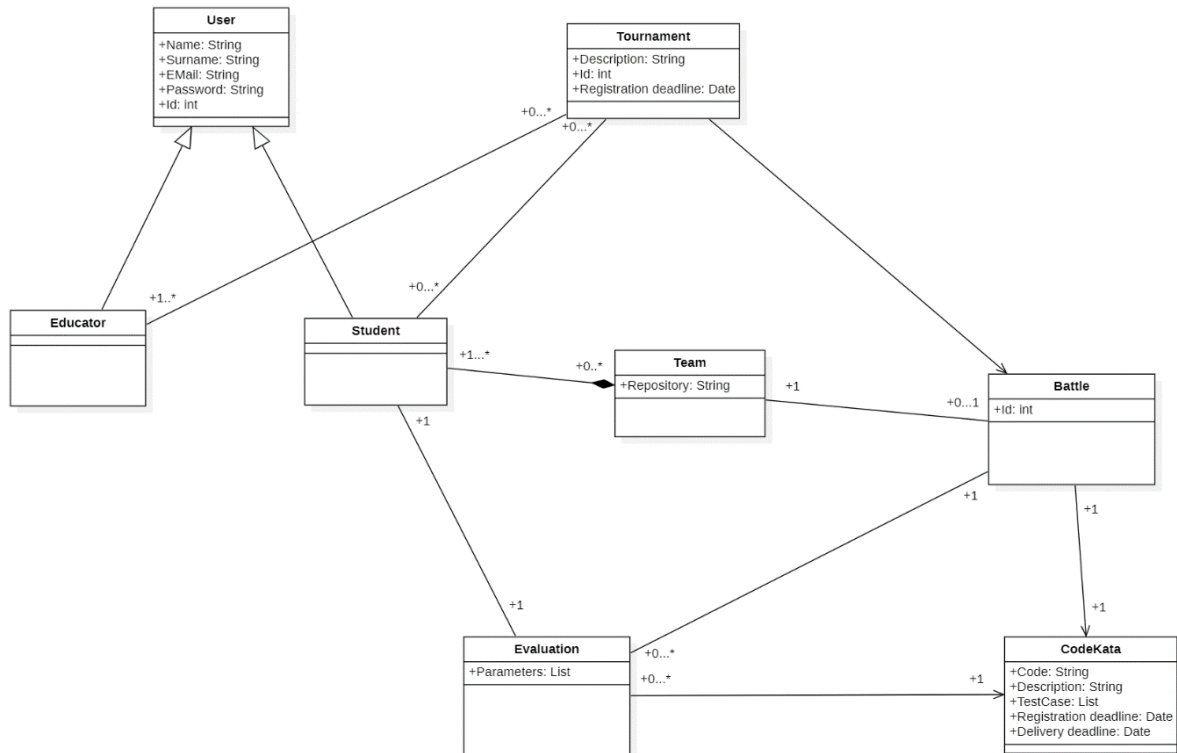 User
+Name: String
+Surname: String
+EMail: String
+Password: String
+Id: int
Tournament
+Description: String
+Id: int
+Registration deadline: Date
+0...*
+0...*
+1..*
+0...*
Educator
Student
+1...*
+0..*
Team
+Repository: String
+1
+0...1
Battle
+Id: int
+1
+1
+1
+1
+1
Evaluation
+Parameters: List
+0...*
+0...*
+1
CodeKata
+Code: String
+Description: String
+TestCase: List
+Registration deadline: Date
+Delivery deadline: Date